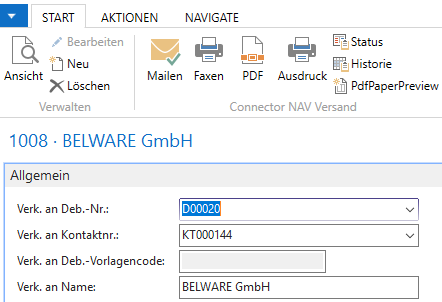 START AKTIONEN NAVIGATE
Ansicht
Bearbeiten
Neu
Löschen
Verwalten
Mailen Faxen PDF Ausdruck
Status
Historie
PdfPaperPreview
Connector NAV Versand
1008 · BELWARE GmbH
Allgemein
Verk. an Deb.-Nr.: D00020
Verk. an Kontaktnr.: KT000144
Verk. an Deb.-Vorlagencode:
Verk. an Name: BELWARE GmbH